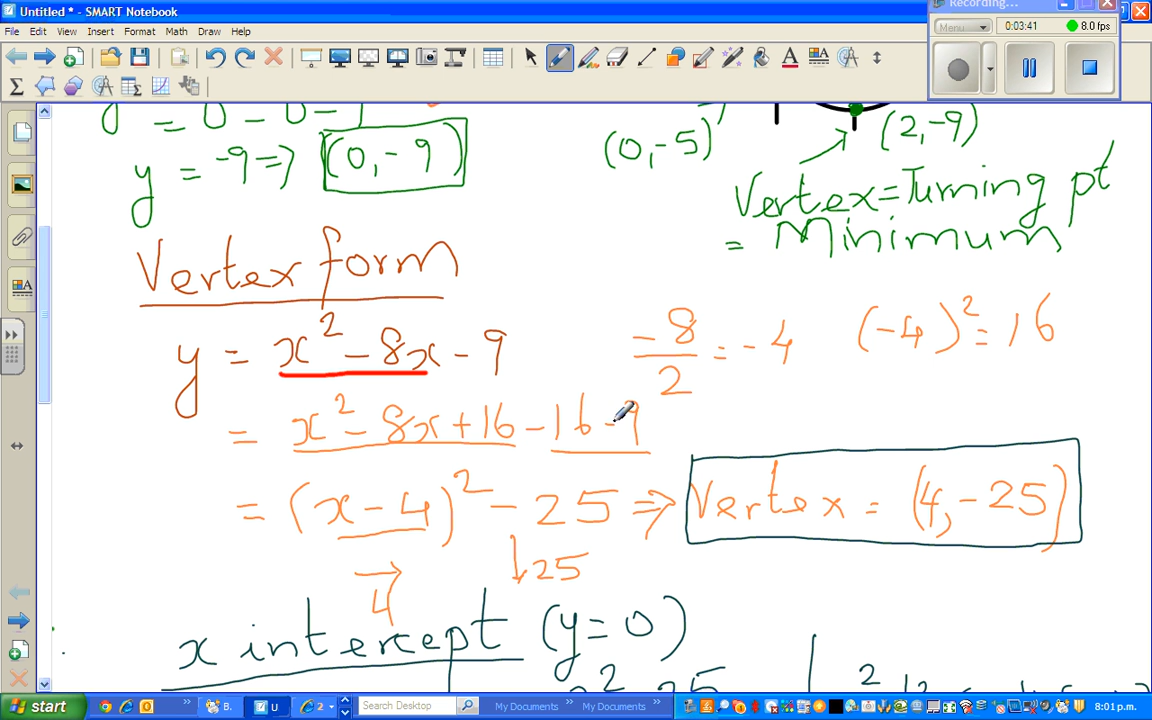 Untitled * - SMART Notebook
Recording...
File Edit View Insert Format Math Draw Help
Menu
00:03:41
8.0 fps
y = -9 => (0, -9)
(0, -5)
(2, -9)
Vertex = Turning pt
= Minimum
Vertex form
y = x² - 8x - 9
-8/2 = -4
(-4)² = 16
= x² - 8x + 16 - 16 - 9
= (x - 4)² - 25 => Vertex = (4, -25)
→ 4
↓ 25
x intercept (y = 0)
start
B.
U
2
Search Desktop
My Documents
My Documents
8:01 p.m.